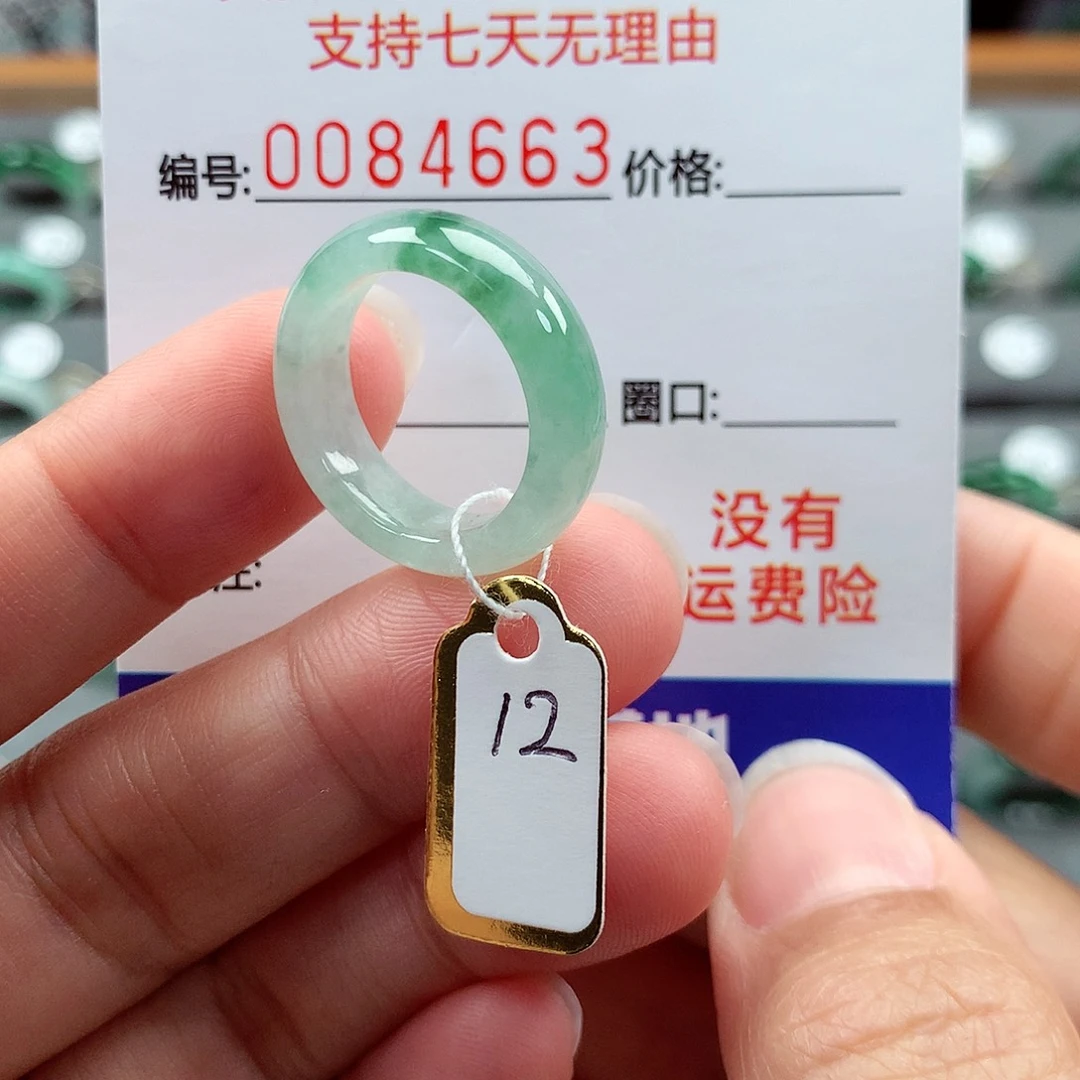 支持七天无理由
编号: 0084663 价格:
圈口:
没有
运费险
12